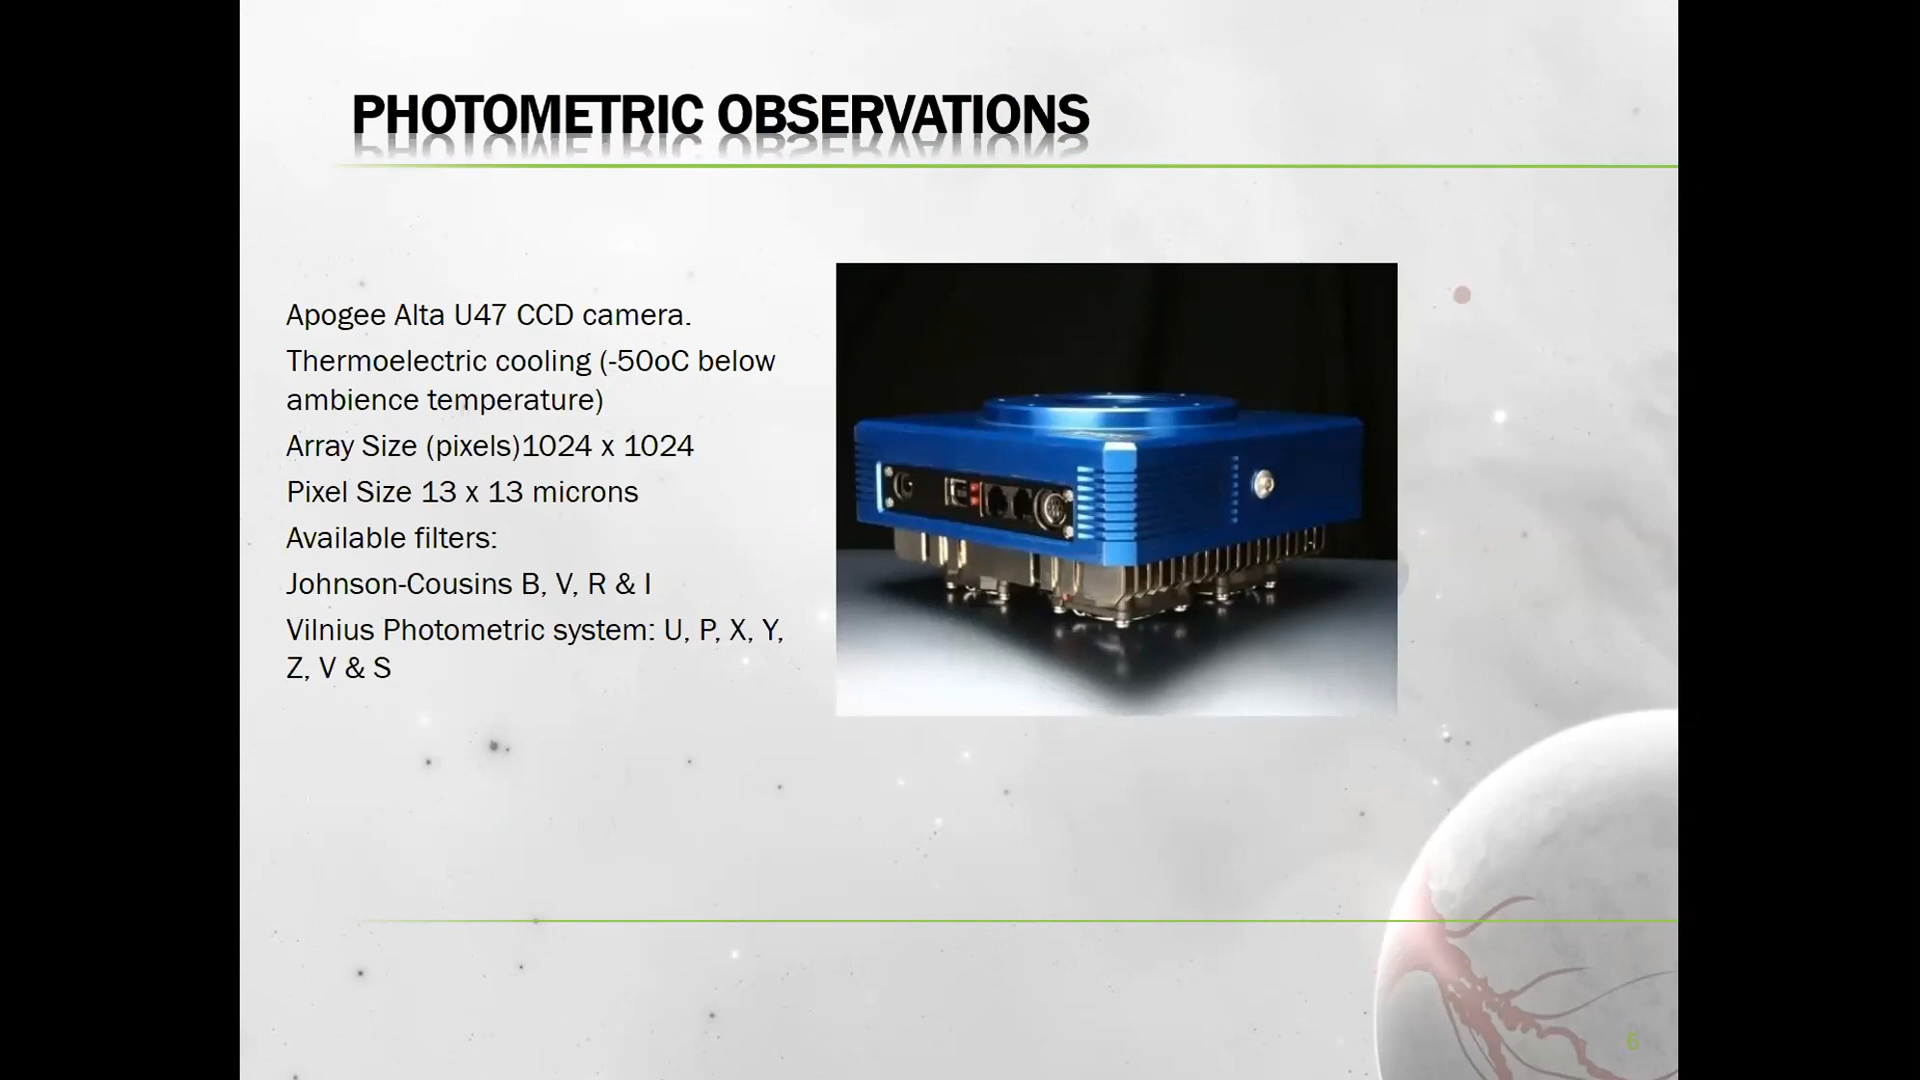 PHOTOMETRIC OBSERVATIONS
Apogee Alta U47 CCD camera.
Thermoelectric cooling (-50oC below
ambience temperature)
Array Size (pixels)1024 x 1024
Pixel Size 13 x 13 microns
Available filters:
Johnson-Cousins B, V, R & I
Vilnius Photometric system: U, P, X, Y,
Z, V & S
6